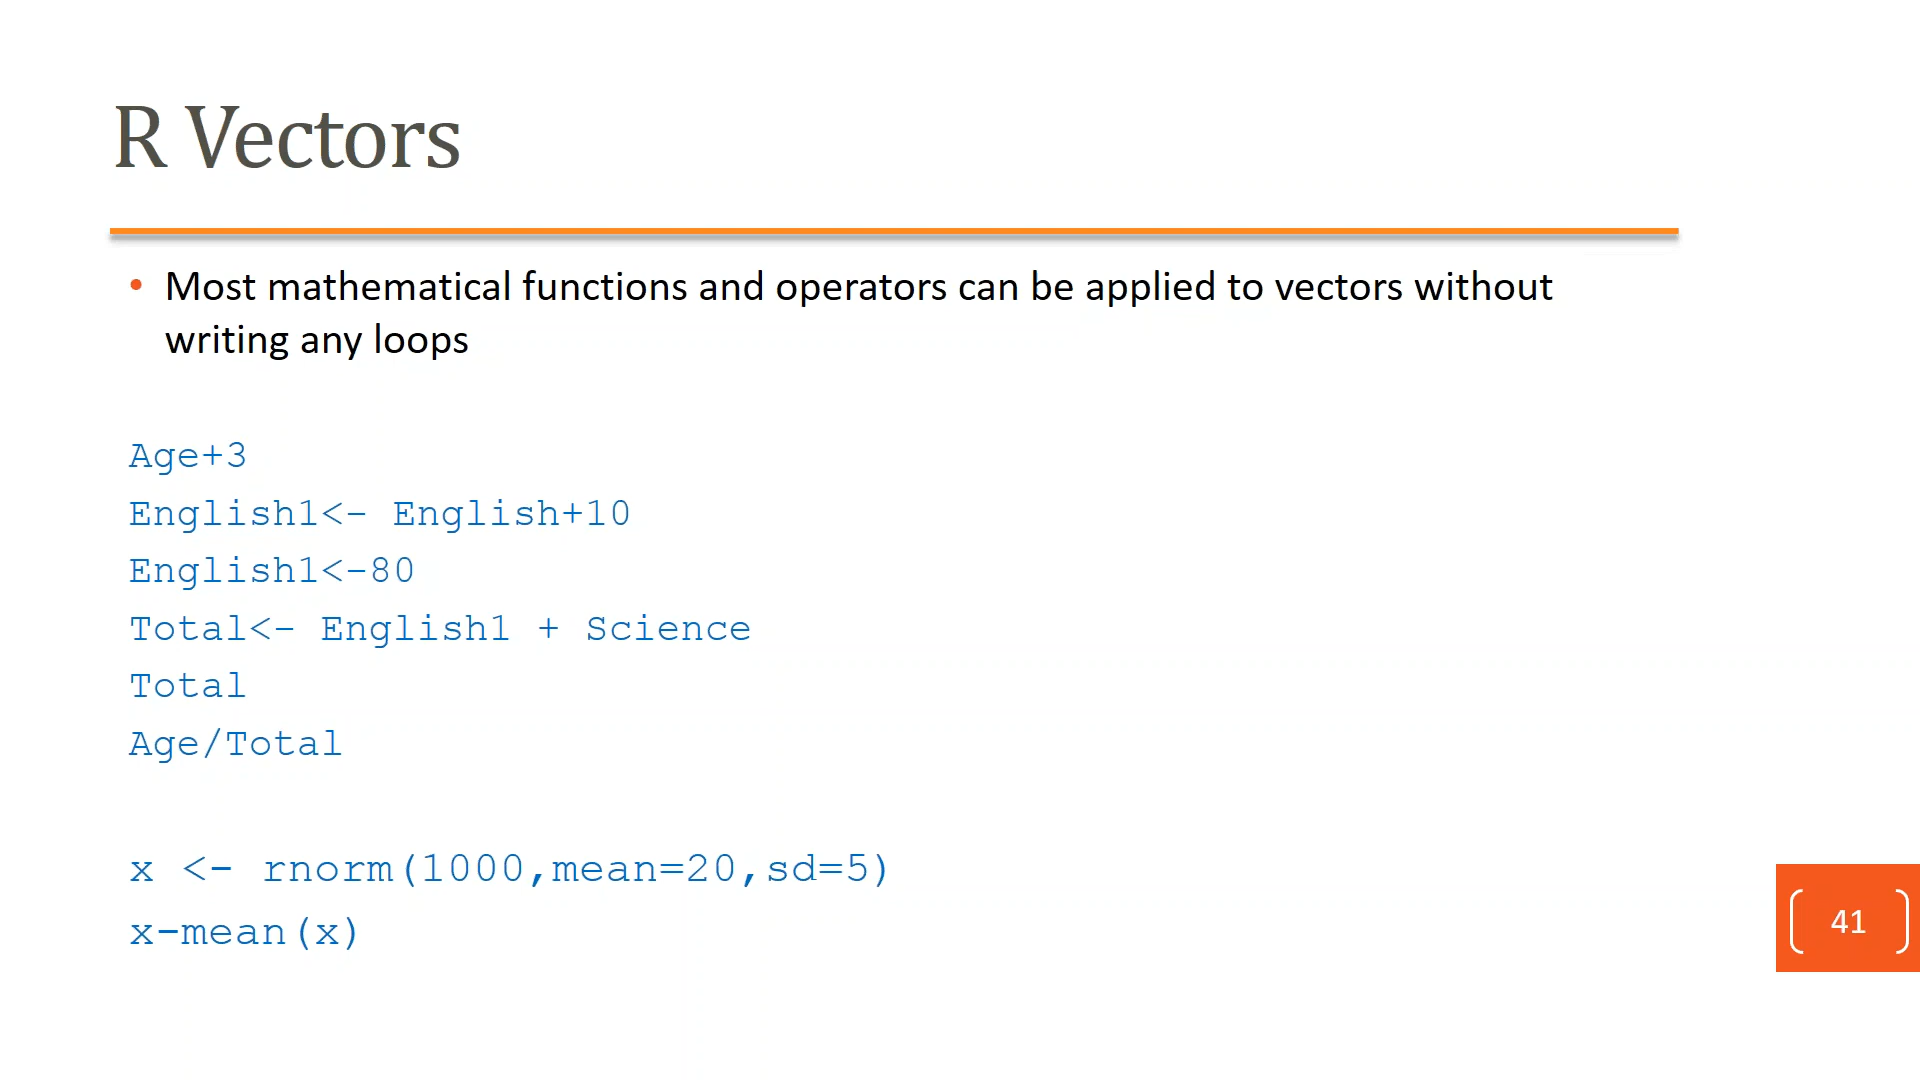 R Vectors
• Most mathematical functions and operators can be applied to vectors without
writing any loops
Age+3
English1<- English+10
English1<-80
Total<- English1 + Science
Total
Age/Total
x <- rnorm(1000,mean=20,sd=5)
x-mean(x)
41